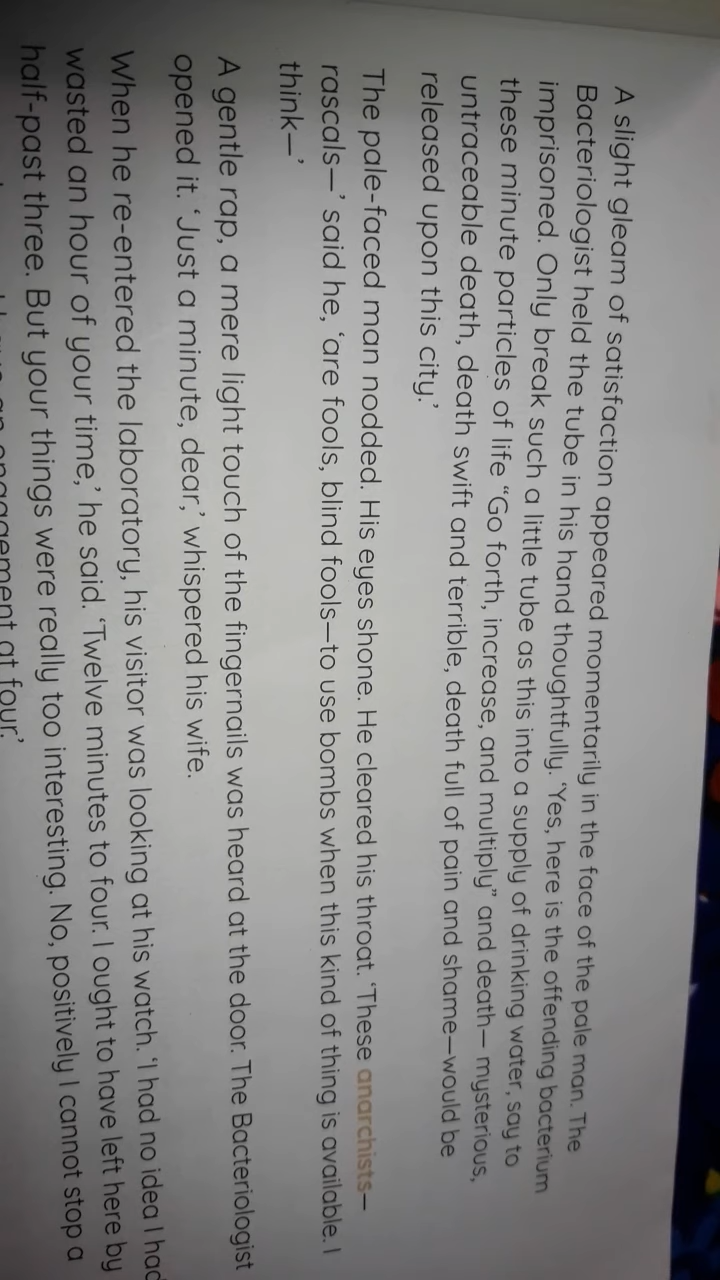 A slight gleam of satisfaction appeared momentarily in the face of the pale man. The
Bacteriologist held the tube in his hand thoughtfully. ‘Yes, here is the offending bacterium
imprisoned. Only break such a little tube as this into a supply of drinking water, say to
these minute particles of life “Go forth, increase, and multiply” and death— mysterious,
untraceable death, death swift and terrible, death full of pain and shame—would be
released upon this city.’
The pale-faced man nodded. His eyes shone. He cleared his throat. ‘These anarchists—
rascals—’ said he, ‘are fools, blind fools—to use bombs when this kind of thing is available. I
think—’
A gentle rap, a mere light touch of the fingernails was heard at the door. The Bacteriologist
opened it. ‘Just a minute, dear,’ whispered his wife.
When he re-entered the laboratory, his visitor was looking at his watch. ‘I had no idea I had
wasted an hour of your time,’ he said. ‘Twelve minutes to four. I ought to have left here by
half-past three. But your things were really too interesting. No, positively I cannot stop a
engagement at four.’